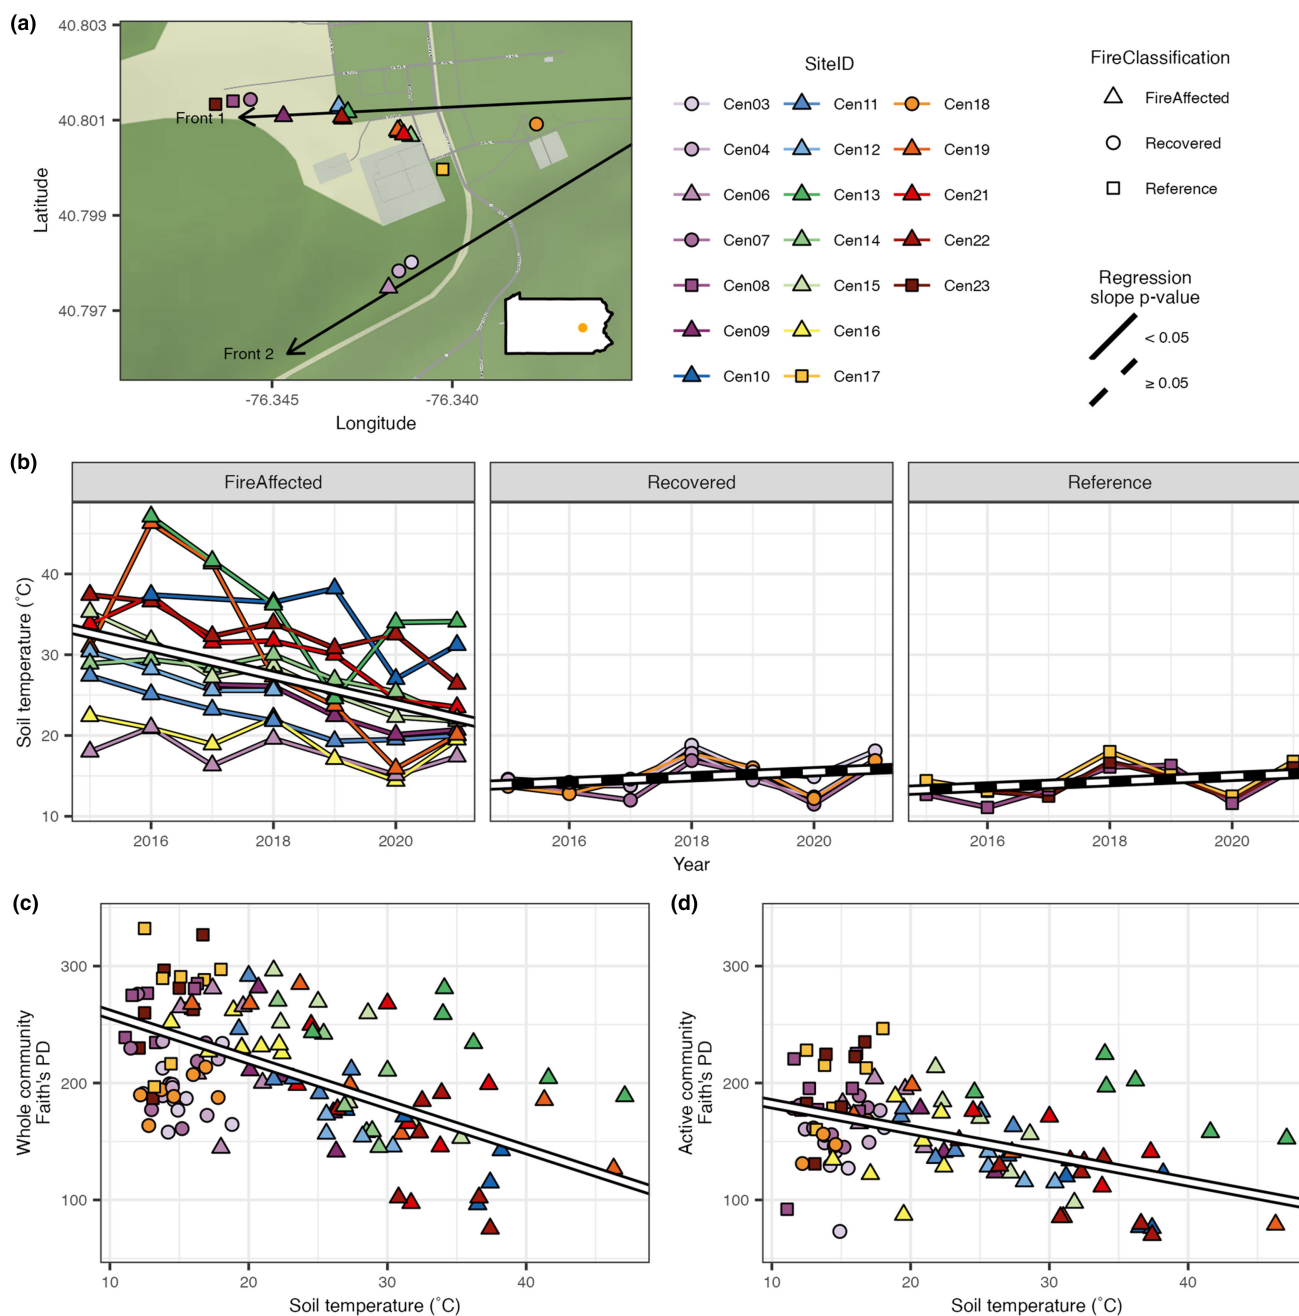 (a)
40.803
40.801
40.799
40.797
Latitude
Front 1
Front 2
-76.345
-76.340
Longitude
SiteID
Cen03
Cen04
Cen06
Cen07
Cen08
Cen09
Cen10
Cen11
Cen12
Cen13
Cen14
Cen15
Cen16
Cen17
Cen18
Cen19
Cen21
Cen22
Cen23
FireClassification
FireAffected
Recovered
Reference
Regression
slope p-value
< 0.05
≥ 0.05
(b)
FireAffected
Recovered
Reference
Soil temperature (˚C)
40
30
20
10
2016
2018
2020
2016
2018
2020
2016
2018
2020
Year
(c)
Whole community
Faith's PD
300
200
100
10
20
30
40
Soil temperature (˚C)
(d)
Active community
Faith's PD
300
200
100
10
20
30
40
Soil temperature (˚C)